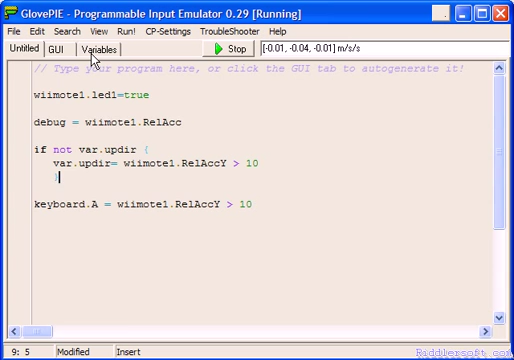 GlovePIE - Programmable Input Emulator 0.29 [Running]
File Edit Search View Run! CP-Settings TroubleShooter Help
Untitled GUI Variables Stop [-0.01, -0.04, -0.01] m/s/s
// Type your program here, or click the GUI tab to autogenerate it!
wiimote1.led1=true
debug = wiimote1.RelAcc
if not var.updir {
var.updir= wiimote1.RelAccY > 10
}
keyboard.A = wiimote1.RelAccY > 10
9: 5 Modified Insert
Riddlersoft.com